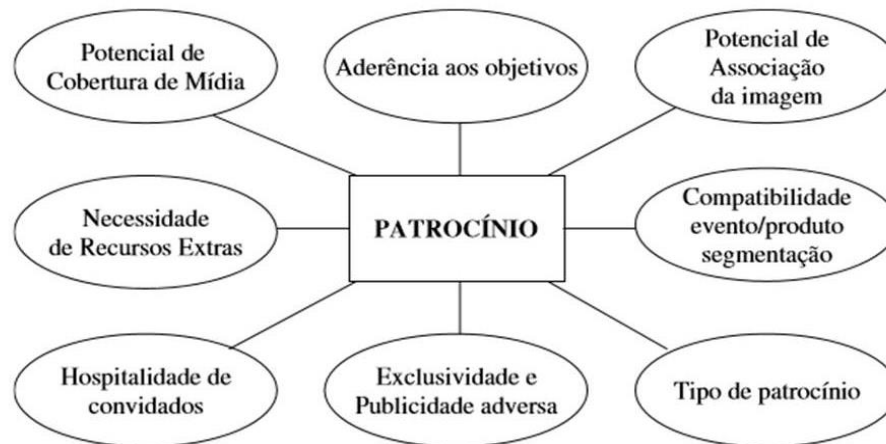 Potencial de
Cobertura de Mídia
Aderência aos objetivos
Potencial de
Associação
da imagem
Necessidade
de Recursos Extras
PATROCÍNIO
Compatibilidade
evento/produto
segmentação
Hospitalidade de
convidados
Exclusividade e
Publicidade adversa
Tipo de patrocínio